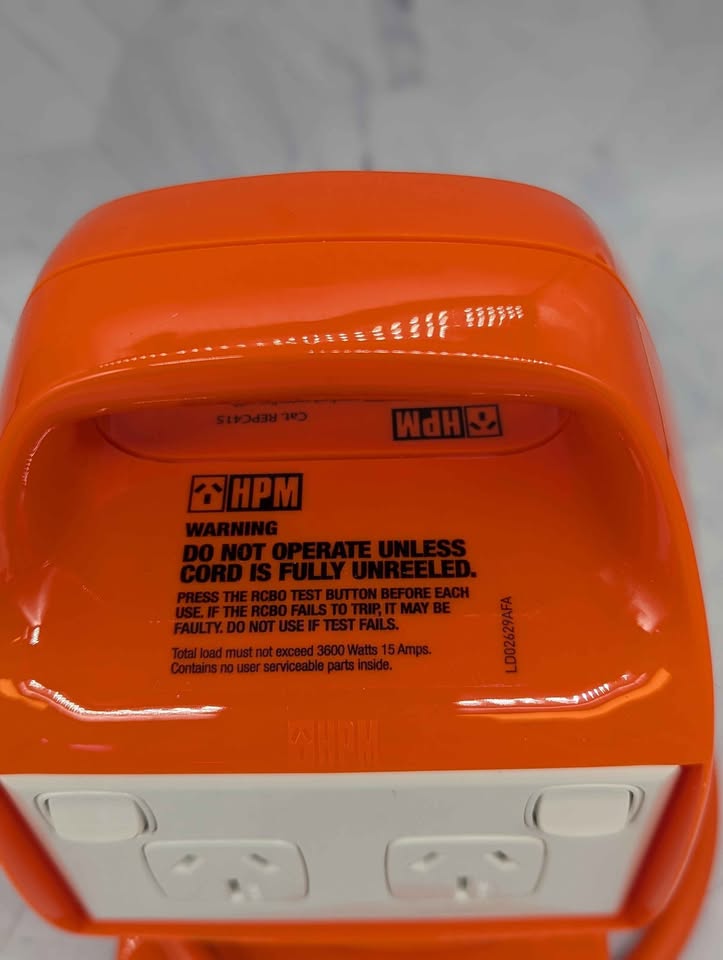 HPM
Cat. REPC41S
HPM
WARNING
DO NOT OPERATE UNLESS
CORD IS FULLY UNREELED.
PRESS THE RCBO TEST BUTTON BEFORE EACH
USE. IF THE RCBO FAILS TO TRIP, IT MAY BE
FAULTY. DO NOT USE IF TEST FAILS.
Total load must not exceed 3600 Watts 15 Amps.
Contains no user serviceable parts inside.
LD02629AFA
HPM